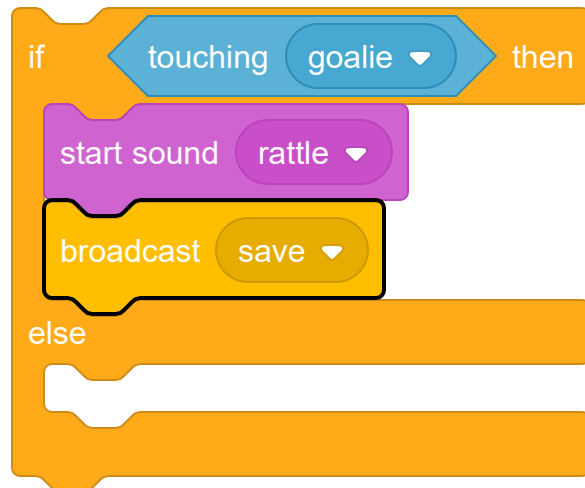 if touching goalie then
start sound rattle
broadcast save
else